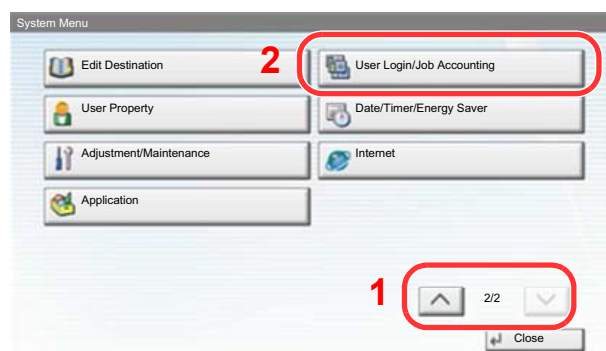 System Menu
Edit Destination
2
User Login/Job Accounting
User Property
Date/Timer/Energy Saver
Adjustment/Maintenance
Internet
Application
1
2/2
Close